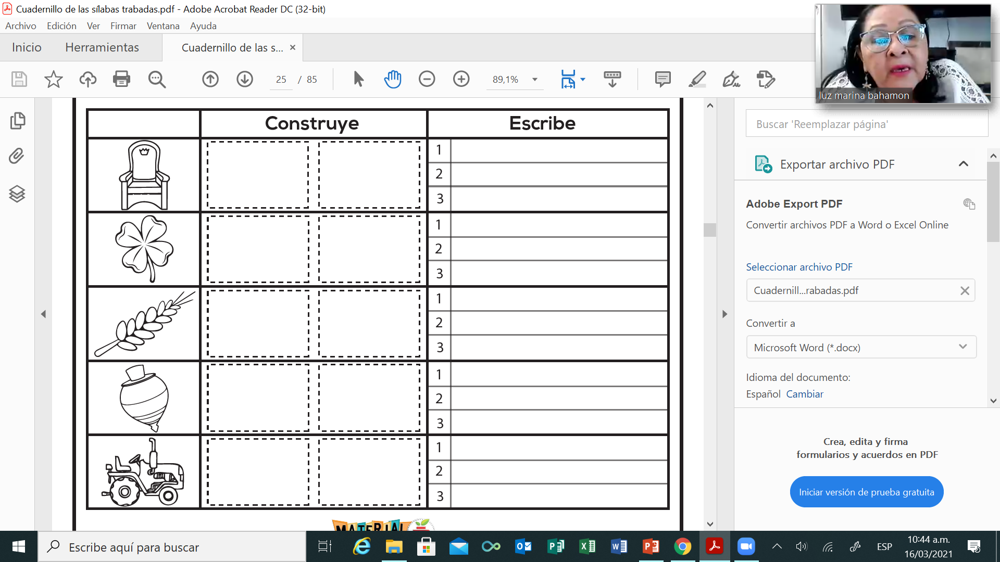 Cuadernillo de las sílabas trabadas.pdf - Adobe Acrobat Reader DC (32-bit)
Archivo Edición Ver Firmar Ventana Ayuda
Inicio Herramientas Cuadernillo de las s... ×
25 / 85 89,1%
luz marina bahamon
Construye Escribe
1
2
3
1
2
3
1
2
3
1
2
3
1
2
3
MATERIAL
Buscar 'Reemplazar página'
Exportar archivo PDF
Adobe Export PDF
Convertir archivos PDF a Word o Excel Online
Seleccionar archivo PDF
Cuadernill...rabadas.pdf
Convertir a
Microsoft Word (*.docx)
Idioma del documento:
Español Cambiar
Crea, edita y firma
formularios y acuerdos en PDF
Iniciar versión de prueba gratuita
Escribe aquí para buscar
ESP
10:44 a.m.
16/03/2021